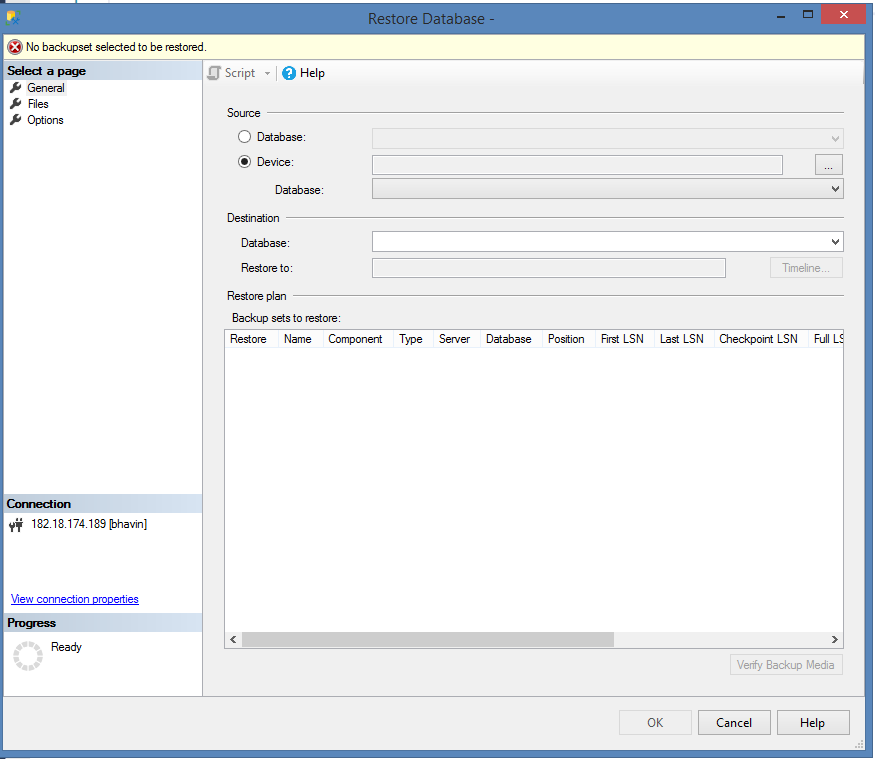 Restore Database -
No backupset selected to be restored.
Select a page
General
Files
Options
Script
Help
Source
Database:
Device:
...
Database:
Destination
Database:
Restore to:
Timeline...
Restore plan
Backup sets to restore:
Restore Name Component Type Server Database Position First LSN Last LSN Checkpoint LSN Full LS
Connection
182.18.174.189 [bhavin]
View connection properties
Progress
Ready
Verify Backup Media
OK Cancel Help